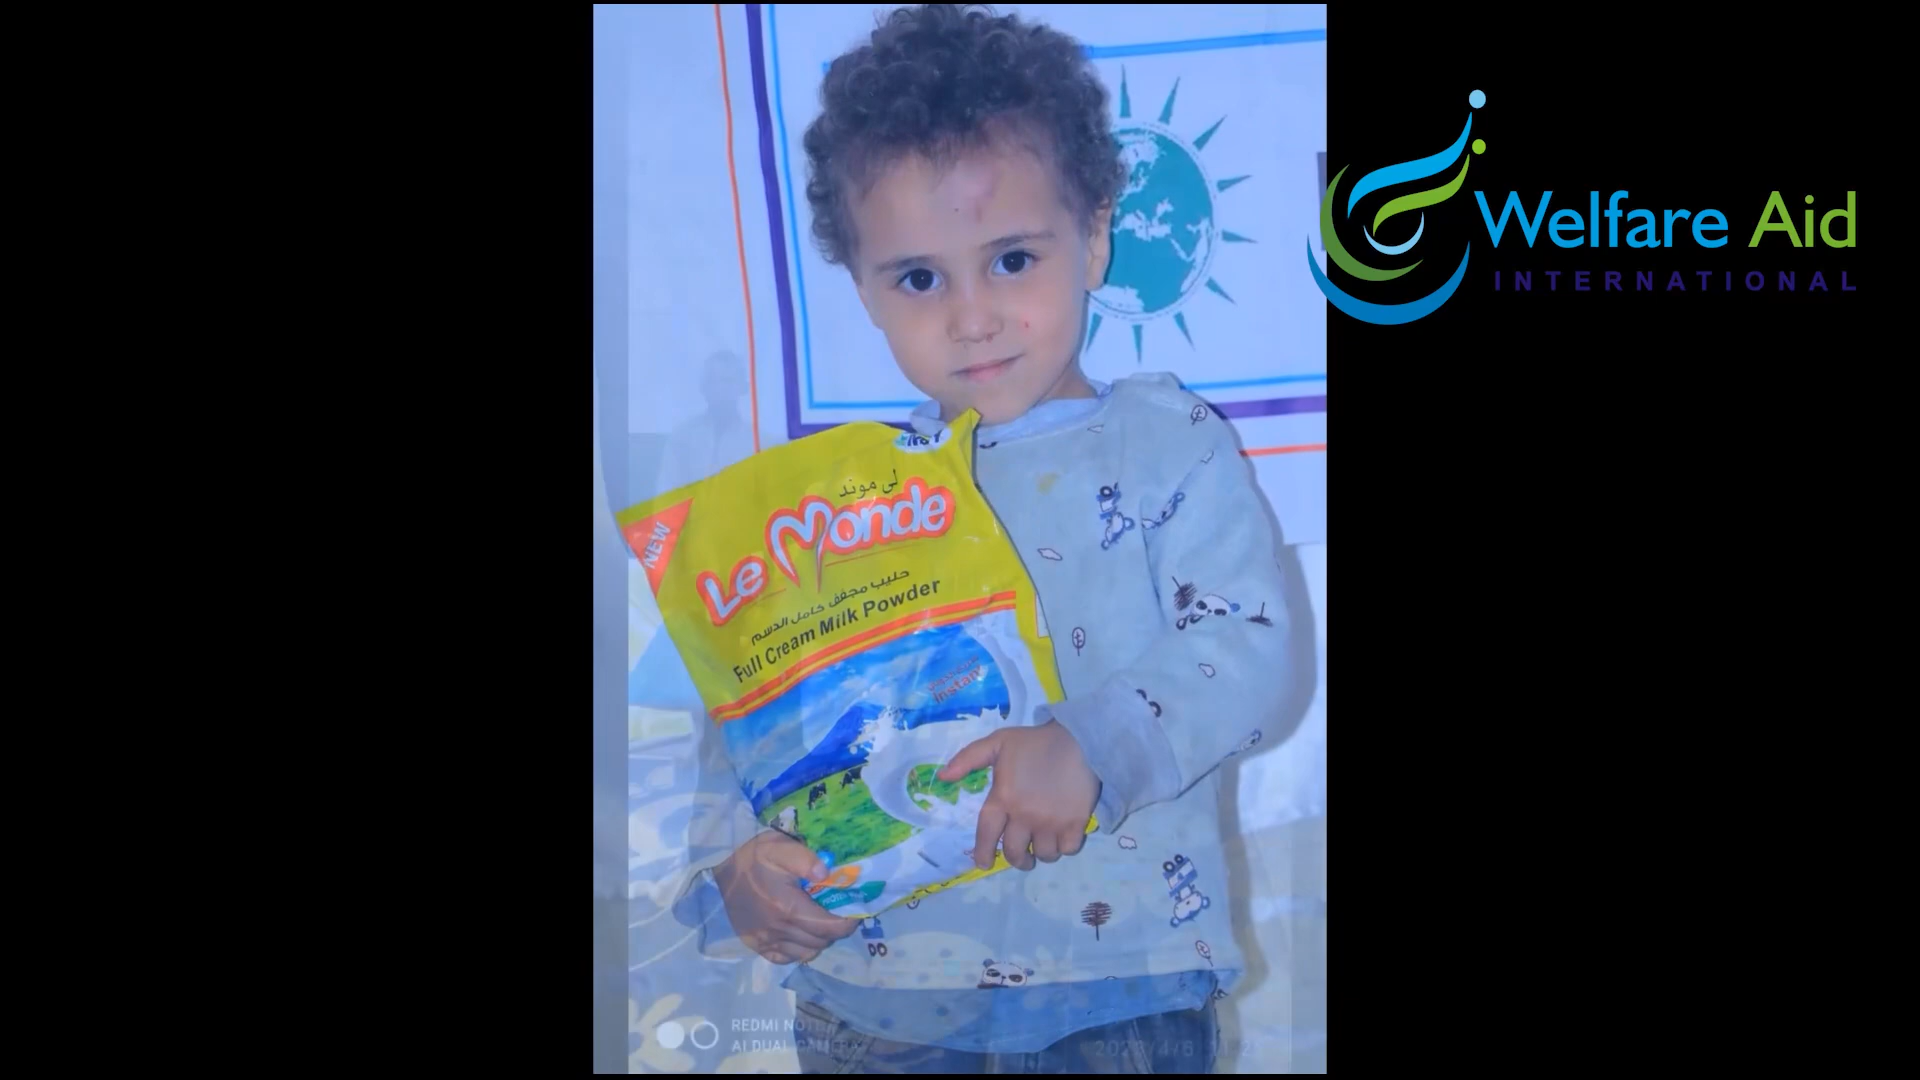 Welfare Aid
INTERNATIONAL
لى موند
Le Monde
NEW
حليب مجفف كامل الدسم
Full Cream Milk Powder
Instant
REDMI NOTE
AI DUAL CAMERA